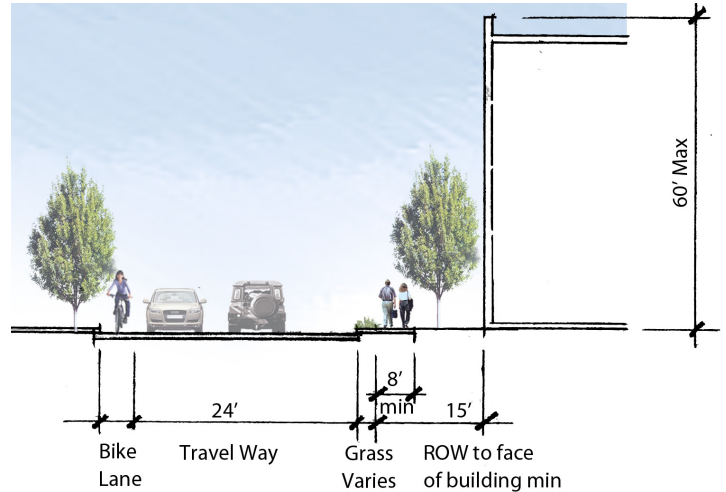 60' Max
8'
min
24'
15'
Bike
Lane
Travel Way
Grass
Varies
ROW to face
of building min